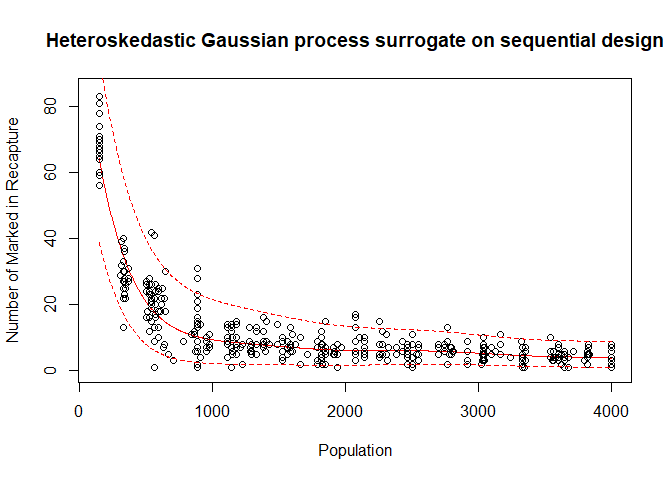 Heteroskedastic Gaussian process surrogate on sequential design
Number of Marked in Recapture
80
60
40
20
0
0 1000 2000 3000 4000
Population